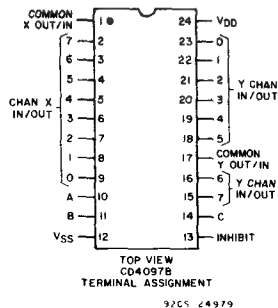 COMMON
X OUT/IN 1 24 VDD
7 2 23 0
6 3 22 1
5 4 21 2
CHAN X
IN/OUT
4 5 20 3
3 6 19 4
2 7 18 5
Y CHAN
IN/OUT
1 8 17 COMMON
Y OUT/IN
0 9 16 6
A 10 15 7
Y CHAN
IN/OUT
B 11 14 C
VSS 12 13 INHIBIT
TOP VIEW
CD4097B
TERMINAL ASSIGNMENT
92CS 24979